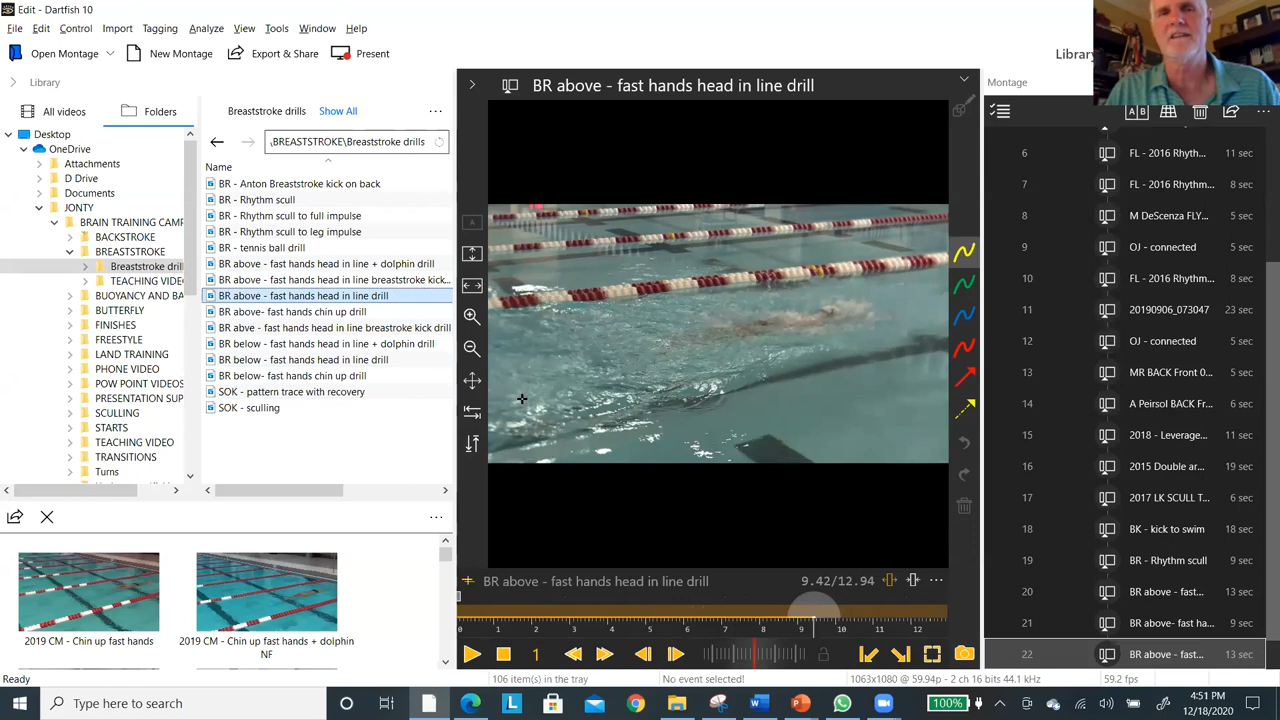 Edit - Dartfish 10
File Edit Control Import Tagging Analyze View Tools Window Help
Open Montage New Montage Export & Share Present
Library
All videos Folders
Desktop
OneDrive
Attachments
D Drive
Documents
JONTY
BRAIN TRAINING CAMP
BACKSTROKE
BREASTSTROKE
Breaststroke drill
TEACHING VIDE
BUOYANCY AND BA
BUTTERFLY
FINISHES
FREESTYLE
LAND TRAINING
PHONE VIDEO
POW POINT VIDEOS
PRESENTATION SUP
SCULLING
STARTS
TEACHING VIDEO
TRANSITIONS
Turns
Breaststroke drills Show All ...
\BREASTSTROKE\Breaststroke drills
Name
BR - Anton Breaststroke kick on back
BR - Rhythm scull
BR - Rhythm scull to full impulse
BR - Rhythm scull to leg impulse
BR - tennis ball drill
BR above - fast hands head in line + dolphin drill
BR above - fast hands head in line breaststroke kick...
BR above - fast hands head in line drill
BR above- fast hands chin up drill
BR abve - fast hands head in line breastroke kick drill
BR below - fast hands head in line + dolphin drill
BR below - fast hands head in line drill
BR below- fast hands chin up drill
SOK - pattern trace with recovery
SOK - sculling
2019 CM - Chin up fast hands
2019 CM - Chin up fast hands + dolphin
NF
BR above - fast hands head in line drill
A
BR above - fast hands head in line drill 9.42/12.94 ...
0 1 2 3 4 5 6 7 8 9 10 11 12
1
Library
Montage
A B
6 FL - 2016 Rhyth... 11 sec
7 FL - 2016 Rhythm... 8 sec
8 M DeScenza FLY... 5 sec
9 OJ - connected 5 sec
10 FL - 2016 Rhythm... 8 sec
11 20190906_073047 23 sec
12 OJ - connected 5 sec
13 MR BACK Front 0... 5 sec
14 A Peirsol BACK Fr... 5 sec
15 2018 - Leverage... 11 sec
16 2015 Double ar... 19 sec
17 2017 LK SCULL T... 6 sec
18 BK - kick to swim 18 sec
19 BR - Rhythm scull 9 sec
20 BR above - fast... 13 sec
21 BR above- fast ha... 9 sec
22 BR above - fast... 13 sec
Ready 106 item(s) in the tray No event selected! 1063x1080 @ 59.94p - 2 ch 16 bits 44.1 kHz 59.2 fps
Type here to search
100%
4:51 PM
12/18/2020